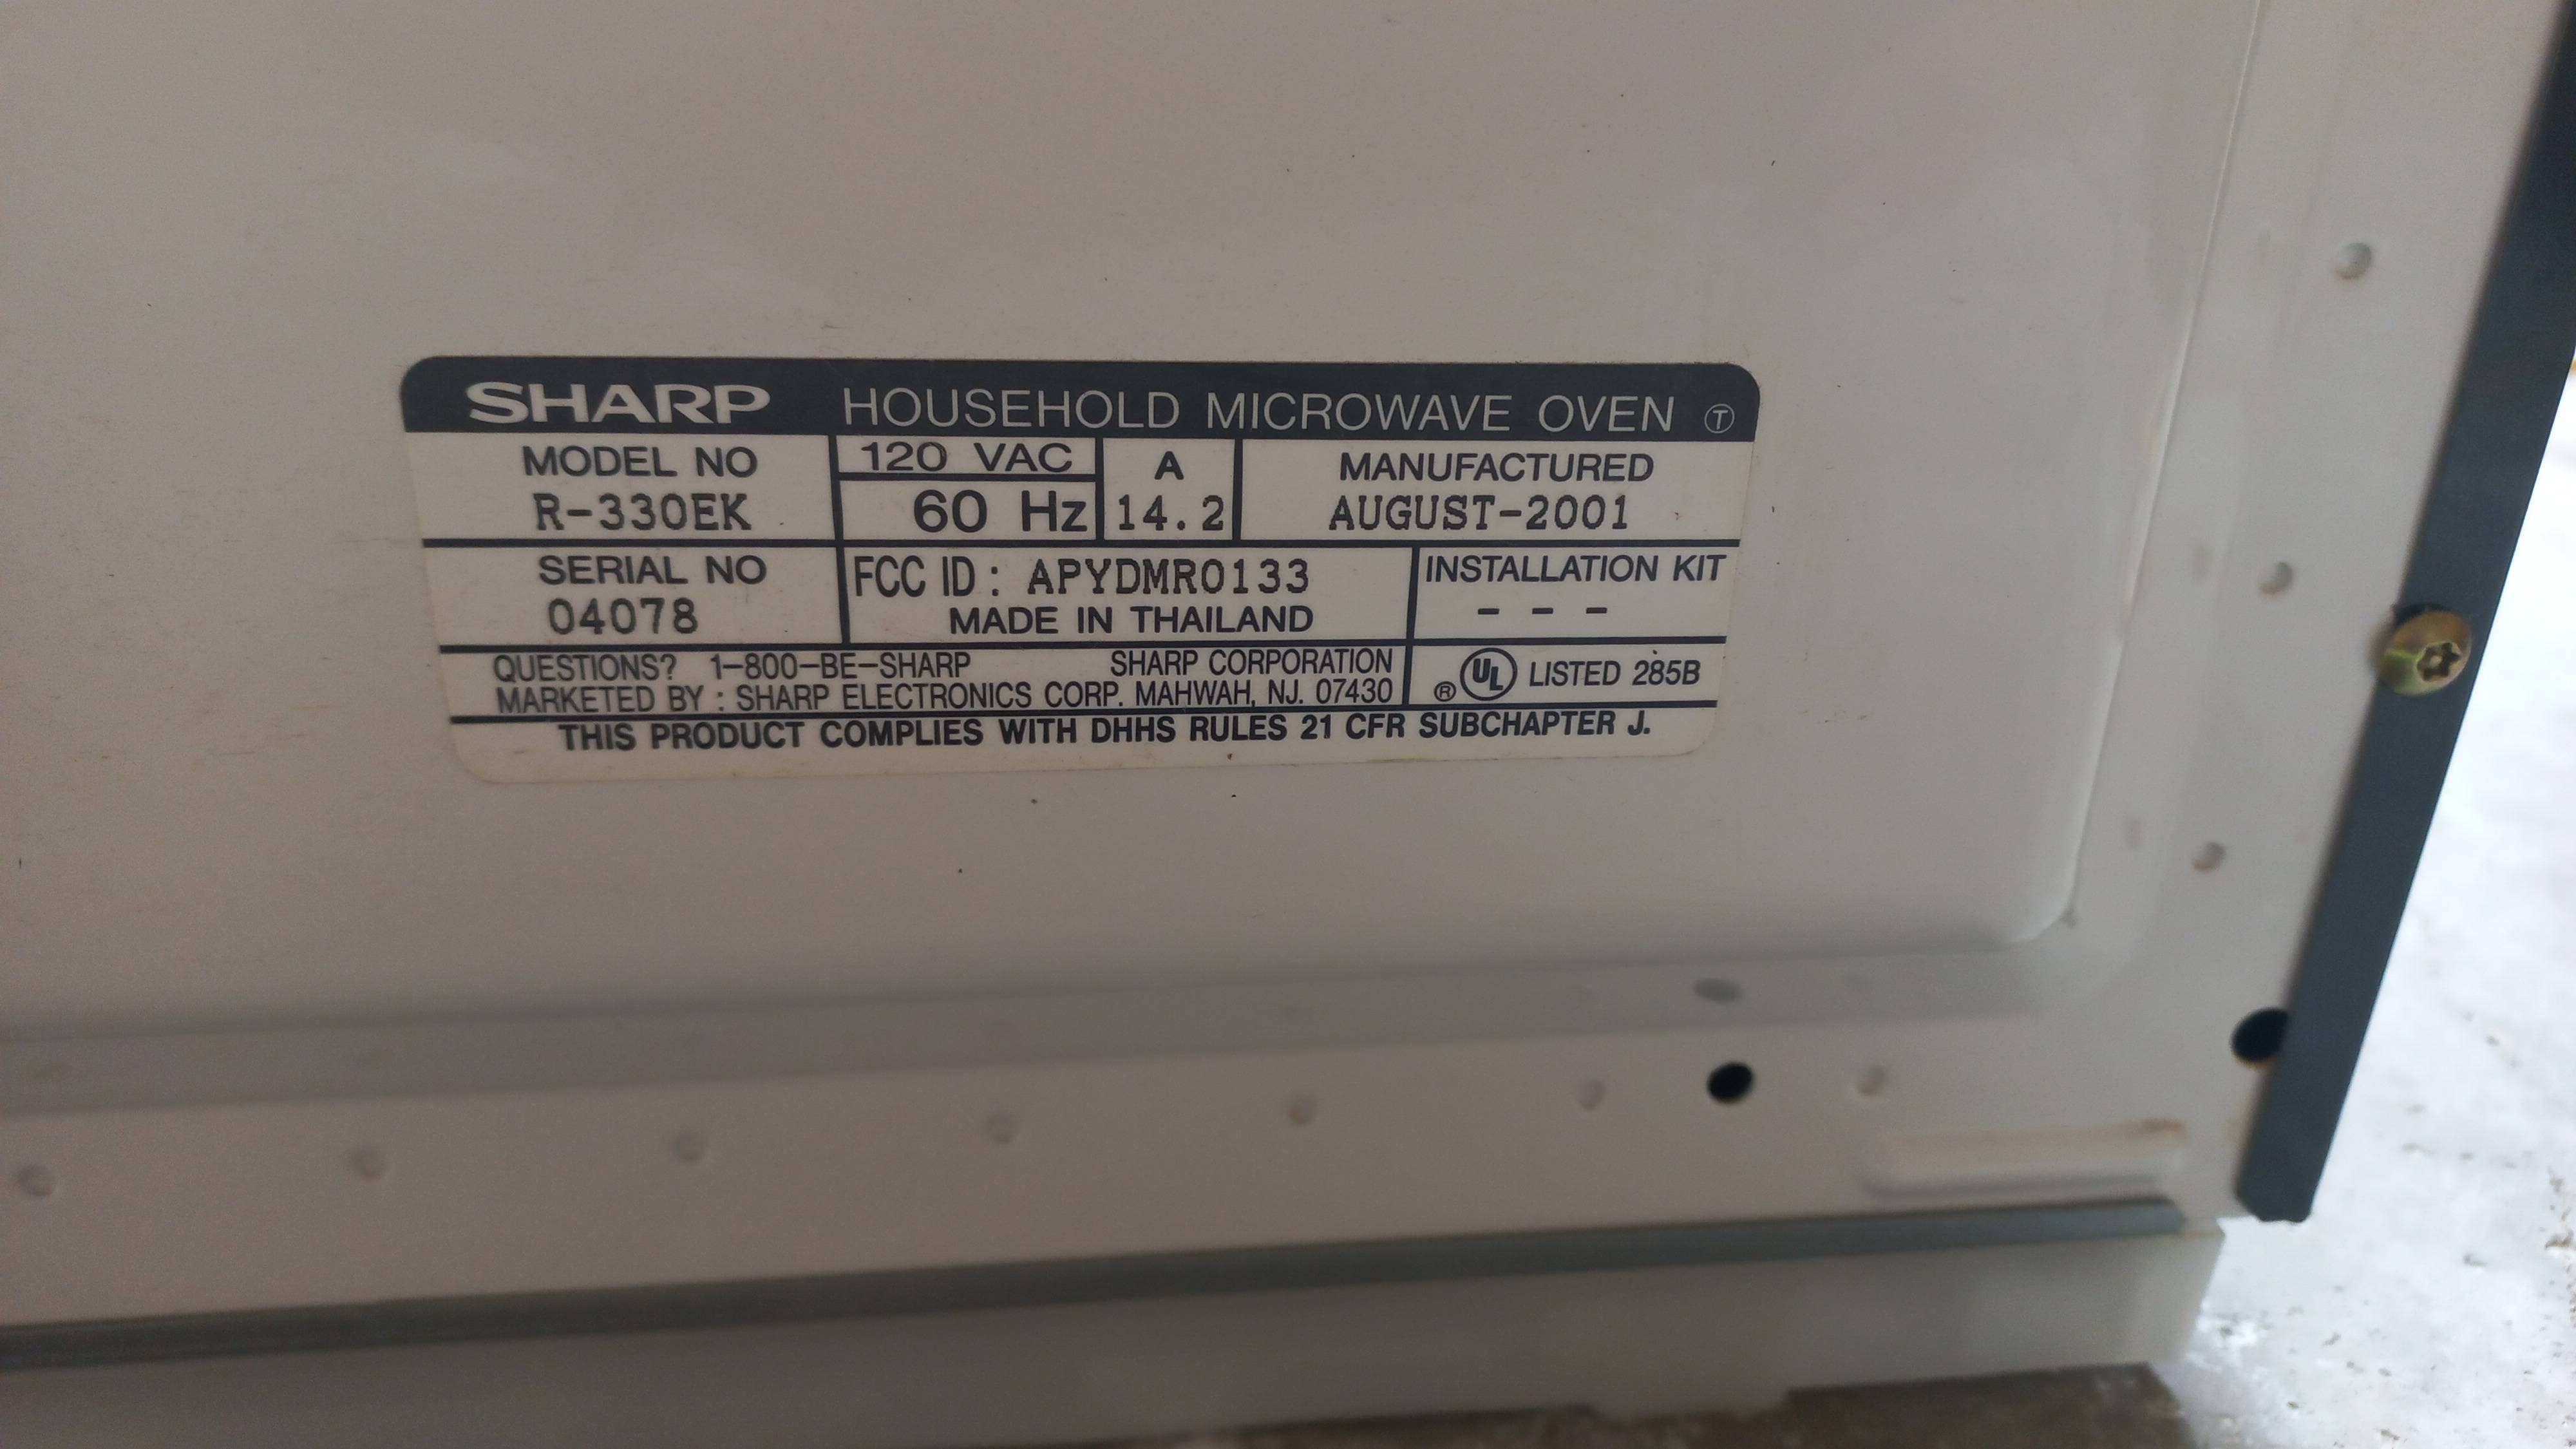 SHARP HOUSEHOLD MICROWAVE OVEN Ⓣ
MODEL NO
R-330EK
120 VAC
60 Hz
A
14.2
MANUFACTURED
AUGUST-2001
SERIAL NO
04078
FCC ID : APYDMR0133
MADE IN THAILAND
INSTALLATION KIT
- - -
QUESTIONS? 1-800-BE-SHARP SHARP CORPORATION
MARKETED BY : SHARP ELECTRONICS CORP. MAHWAH, NJ. 07430
® UL LISTED 285B
THIS PRODUCT COMPLIES WITH DHHS RULES 21 CFR SUBCHAPTER J.